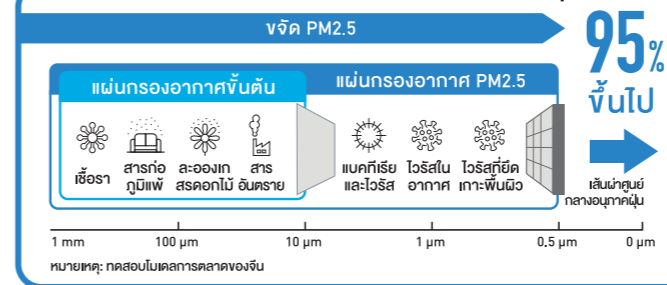 ขจัด PM2.5
95%
ขึ้นไป
แผ่นกรองอากาศขั้นต้น
แผ่นกรองอากาศ PM2.5
เชื้อรา
สารก่อ
ภูมิแพ้
ละอองเก
สรดอกไม้
สาร
อันตราย
แบคทีเรีย
และไวรัส
ไวรัสใน
อากาศ
ไวรัสที่ยึด
เกาะพื้นผิว
เส้นผ่าศูนย์
กลางอนุภาคฝุ่น
1 mm 100 μm 10 μm 1 μm 0.5 μm 0 μm
หมายเหตุ: ทดสอบโมเดลการตลาดของจีน